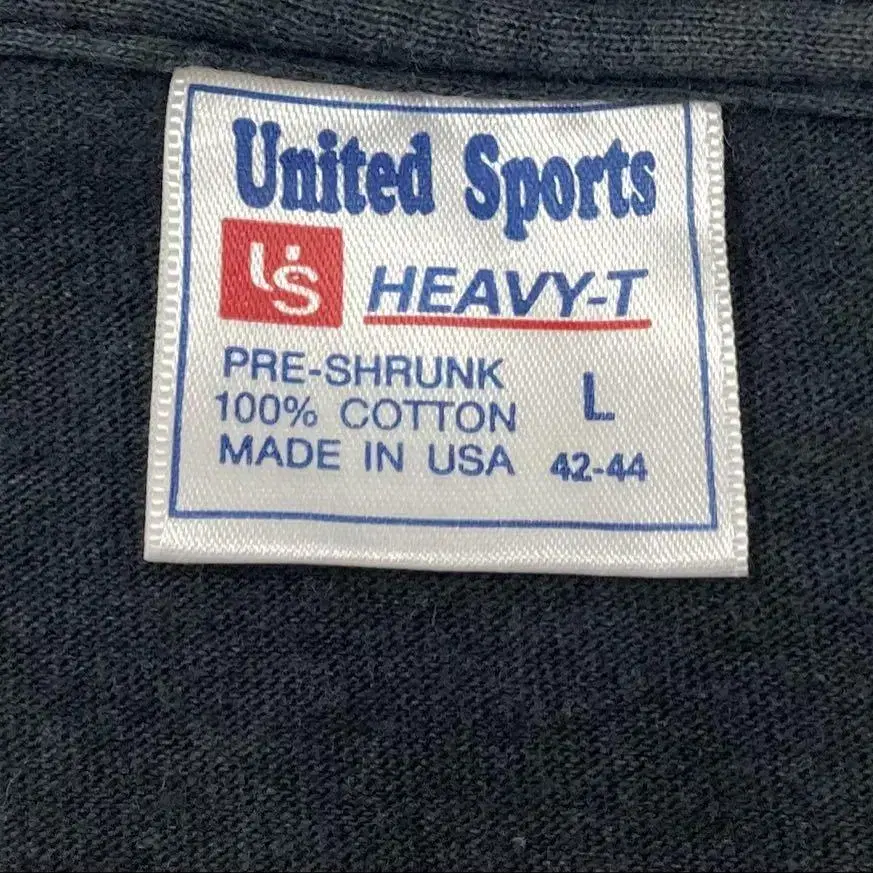 United Sports
US HEAVY-T
PRE-SHRUNK
100% COTTON L
MADE IN USA 42-44